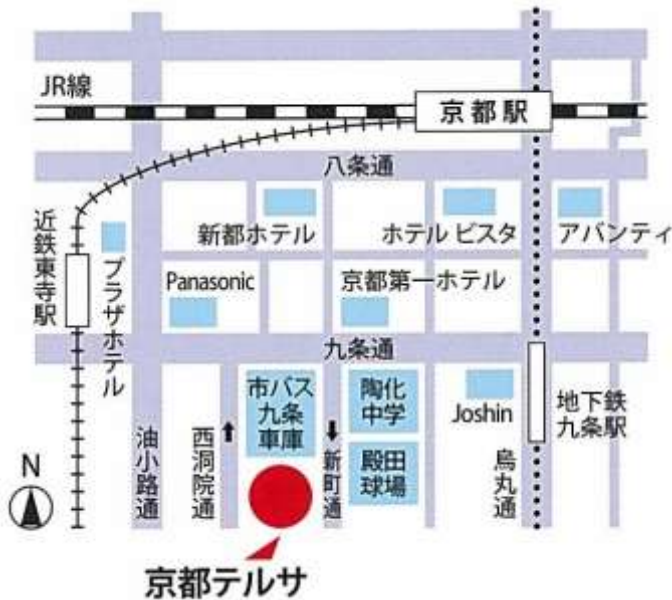 JR線
京都駅
八条通
近鉄東寺駅
プラザホテル
新都ホテル
ホテル ビスタ
アバンティ
Panasonic
京都第一ホテル
九条通
市バス
九条
車庫
陶化
中学
Joshin
地下鉄
九条駅
油小路通
西洞院通
新町通
殿田
球場
烏丸通
N
京都テルサ